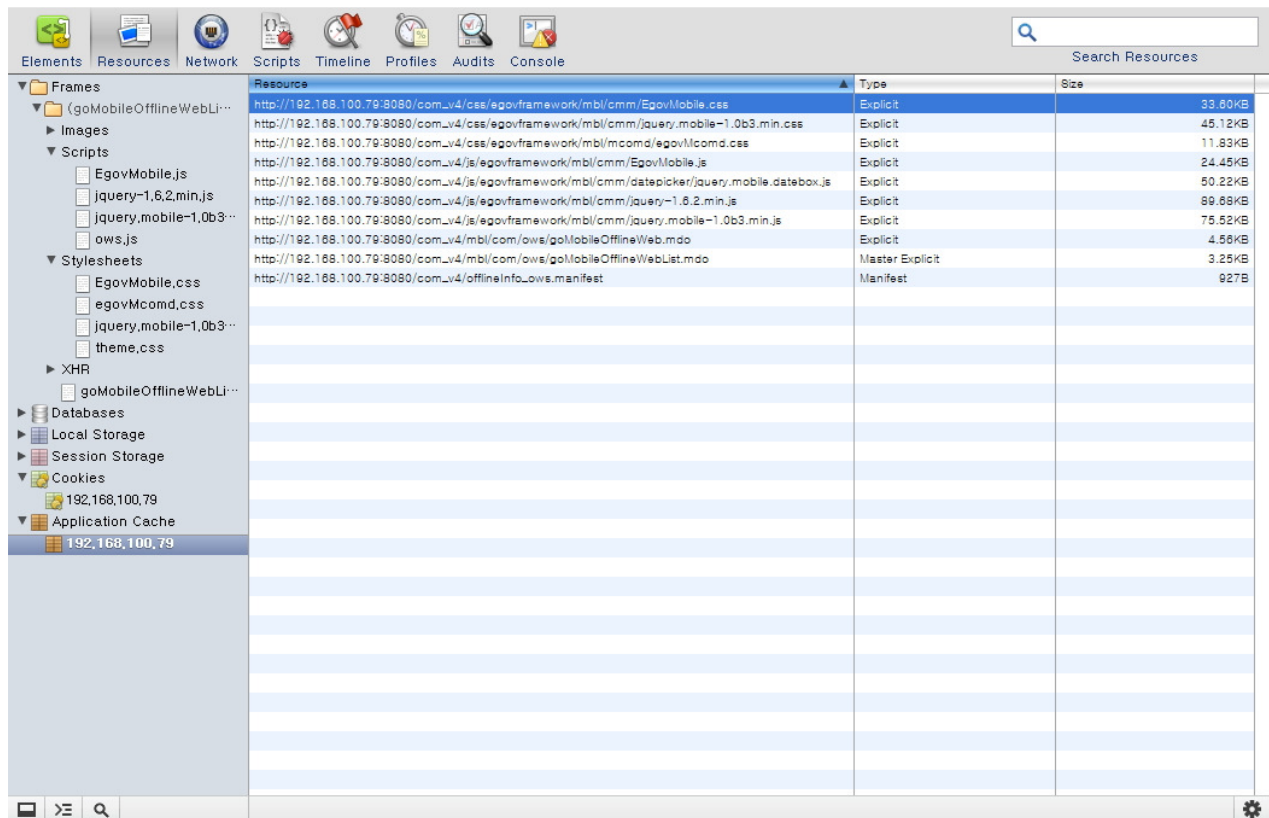 Elements Resources Network Scripts Timeline Profiles Audits Console
Search Resources
Frames
(goMobileOfflineWebLi…
Images
Scripts
EgovMobile,js
jquery-1,6,2,min,js
jquery,mobile-1,0b3…
ows,js
Stylesheets
EgovMobile,css
egovMcomd,css
jquery,mobile-1,0b3…
theme,css
XHR
goMobileOfflineWebLi…
Databases
Local Storage
Session Storage
Cookies
192,168,100,79
Application Cache
192,168,100,79
Resource Type Size
http://192.168.100.79:8080/com_v4/css/egovframework/mbl/cmm/EgovMobile.css Explicit 33.60KB
http://192.168.100.79:8080/com_v4/css/egovframework/mbl/cmm/jquery.mobile-1.0b3.min.css Explicit 45.12KB
http://192.168.100.79:8080/com_v4/css/egovframework/mbl/mcomd/egovMcomd.css Explicit 11.83KB
http://192.168.100.79:8080/com_v4/js/egovframework/mbl/cmm/EgovMobile.js Explicit 24.45KB
http://192.168.100.79:8080/com_v4/js/egovframework/mbl/cmm/datepicker/jquery.mobile.datebox.js Explicit 50.22KB
http://192.168.100.79:8080/com_v4/js/egovframework/mbl/cmm/jquery-1.6.2.min.js Explicit 89.68KB
http://192.168.100.79:8080/com_v4/js/egovframework/mbl/cmm/jquery.mobile-1.0b3.min.js Explicit 75.52KB
http://192.168.100.79:8080/com_v4/mbl/com/ows/goMobileOfflineWeb.mdo Explicit 4.56KB
http://192.168.100.79:8080/com_v4/mbl/com/ows/goMobileOfflineWebList.mdo Master Explicit 3.25KB
http://192.168.100.79:8080/com_v4/offlineInfo_ows.manifest Manifest 927B